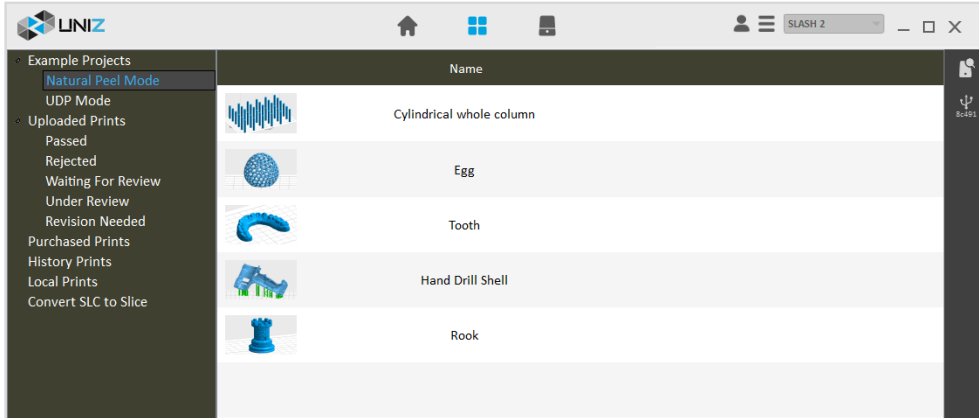 UNIZ
SLASH 2
Example Projects
Natural Peel Mode
UDP Mode
Uploaded Prints
Passed
Rejected
Waiting For Review
Under Review
Revision Needed
Purchased Prints
History Prints
Local Prints
Convert SLC to Slice
Name
Cylindrical whole column
Egg
Tooth
Hand Drill Shell
Rook
8c491